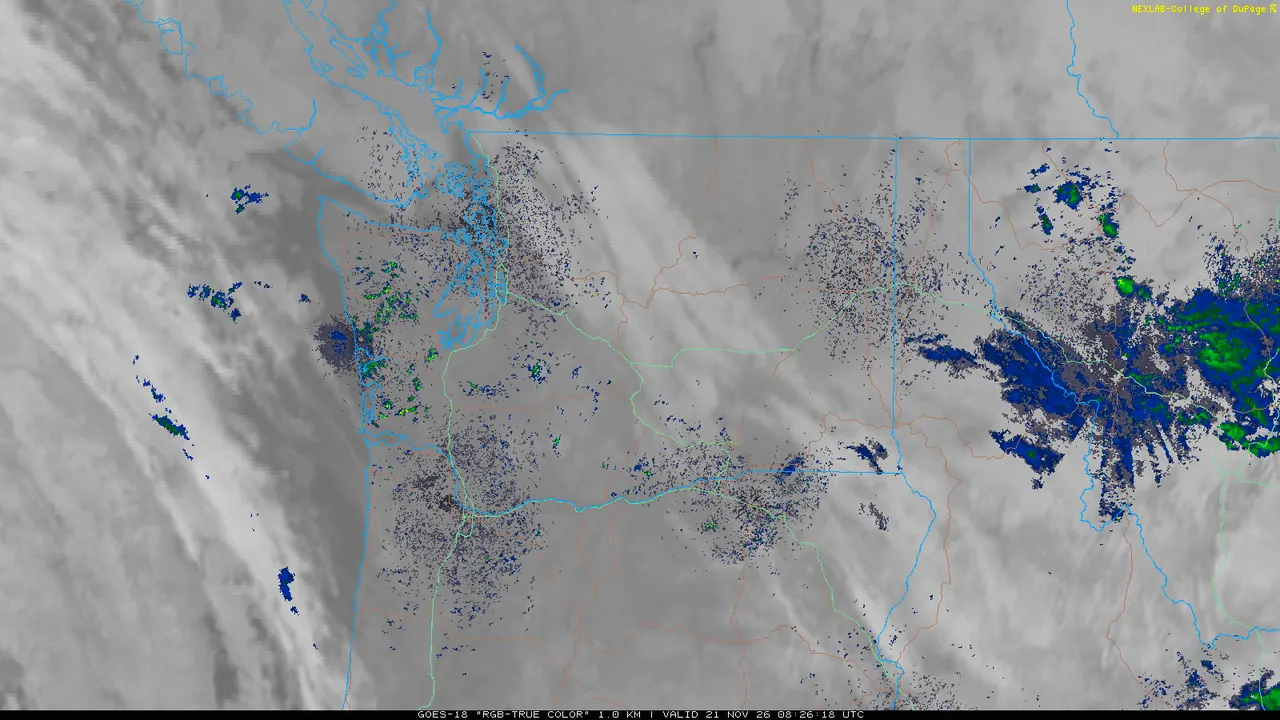 NEXLAB-College of DuPage
GOES-18 "RGB-TRUE COLOR" 1.0 KM | VALID 21 NOV 26 08:26:18 UTC